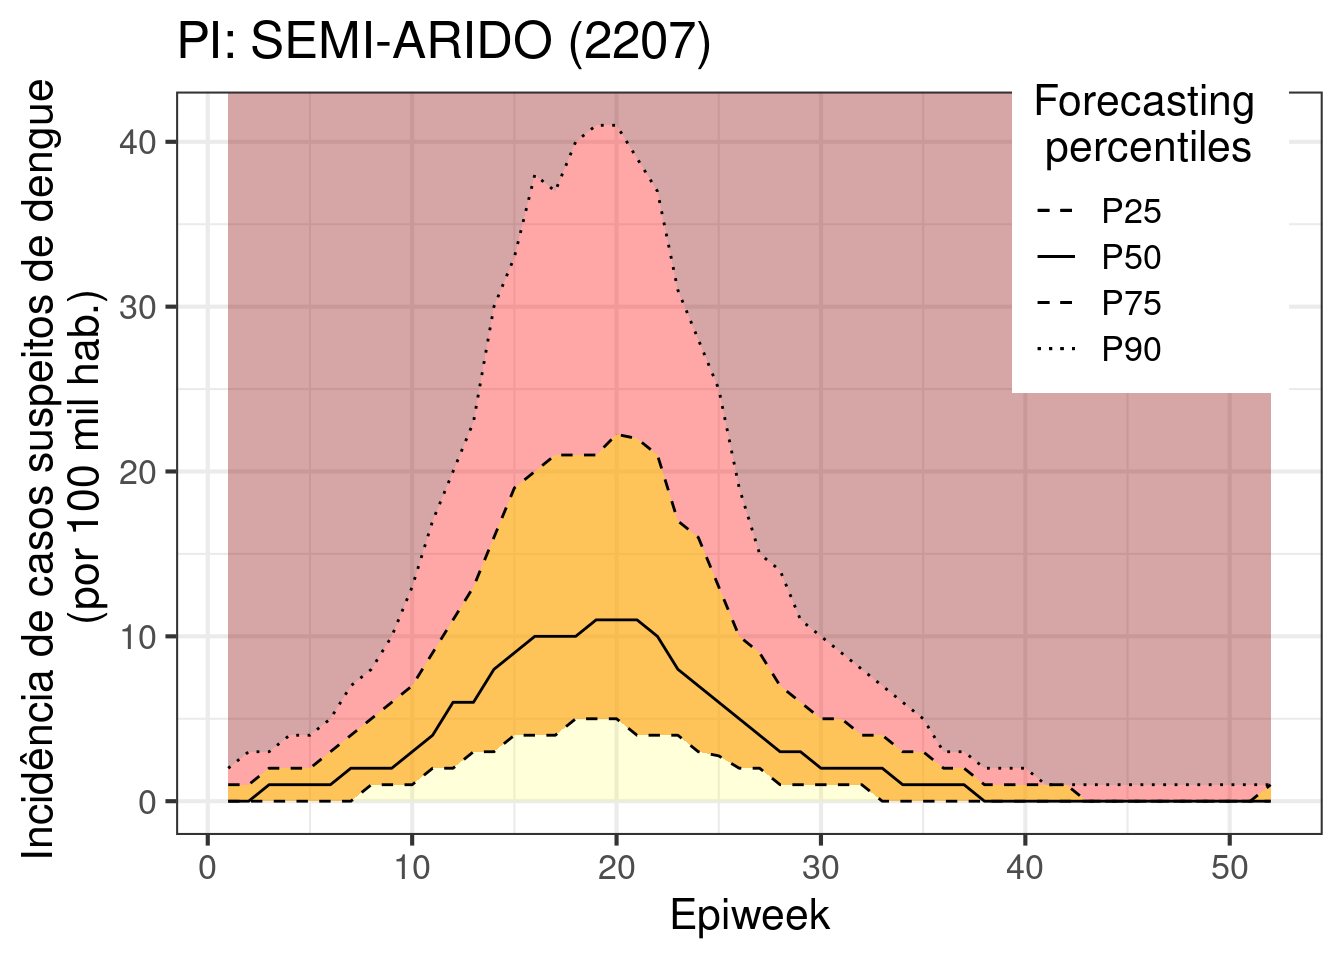 PI: SEMI-ARIDO (2207)
Incidência de casos suspeitos de dengue
(por 100 mil hab.)
40
30
20
10
0
Forecasting
percentiles
P25
P50
P75
P90
0
10
20
30
40
50
Epiweek